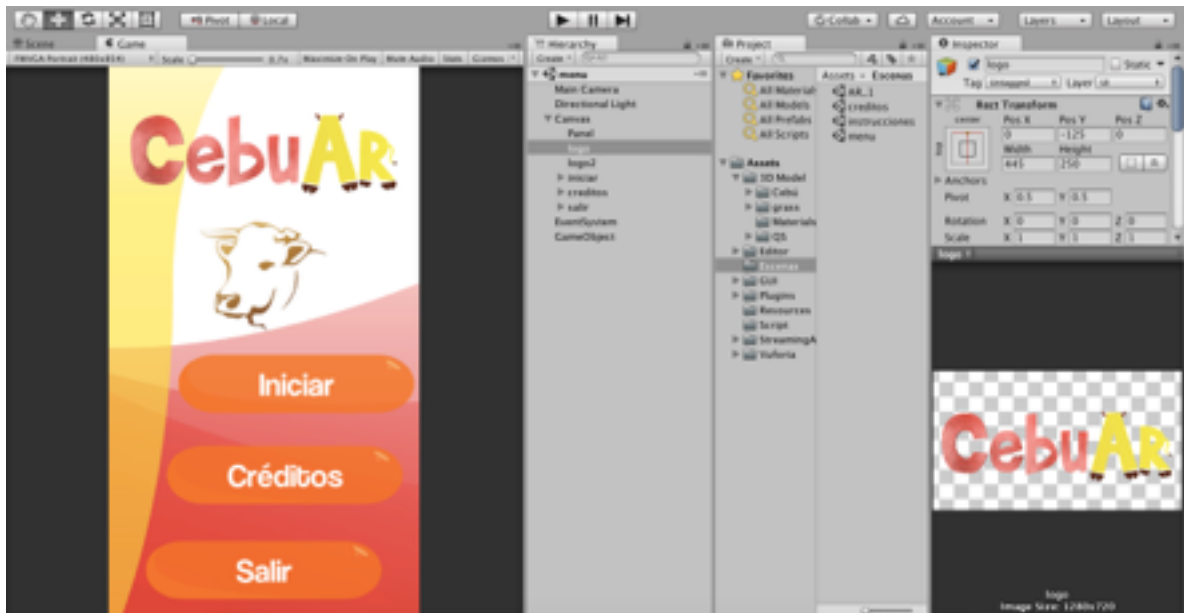 Pivot
Local
Collab
Account
Layers
Layout
Scene
Game
Scale
0.7x
Maximize On Play
Mute Audio
Stats
Gizmos
CebuAR
Iniciar
Créditos
Salir
Hierarchy
Create
menu
Main Camera
Directional Light
Canvas
Panel
logo
logo2
iniciar
creditos
salir
EventSystem
GameObject
Project
Create
Favorites
All Materials
All Models
All Prefabs
All Scripts
Assets
3D Model
Cebú
grass
Materials
QS
Editor
Escenas
GUI
Plugins
Resources
Script
StreamingA
Vuforia
Assets
Escenas
AR_1
creditos
instrucciones
menu
Inspector
logo
Static
Tag
Layer
Rect Transform
center
Pos X
Pos Y
Pos Z
top
0
-125
0
Width
Height
445
250
R
Anchors
Pivot
X 0.5
Y 0.5
Rotation
X 0
Y 0
Z 0
Scale
X 1
Y 1
Z 1
logo
CebuAR
logo
Image Size: 1280x720